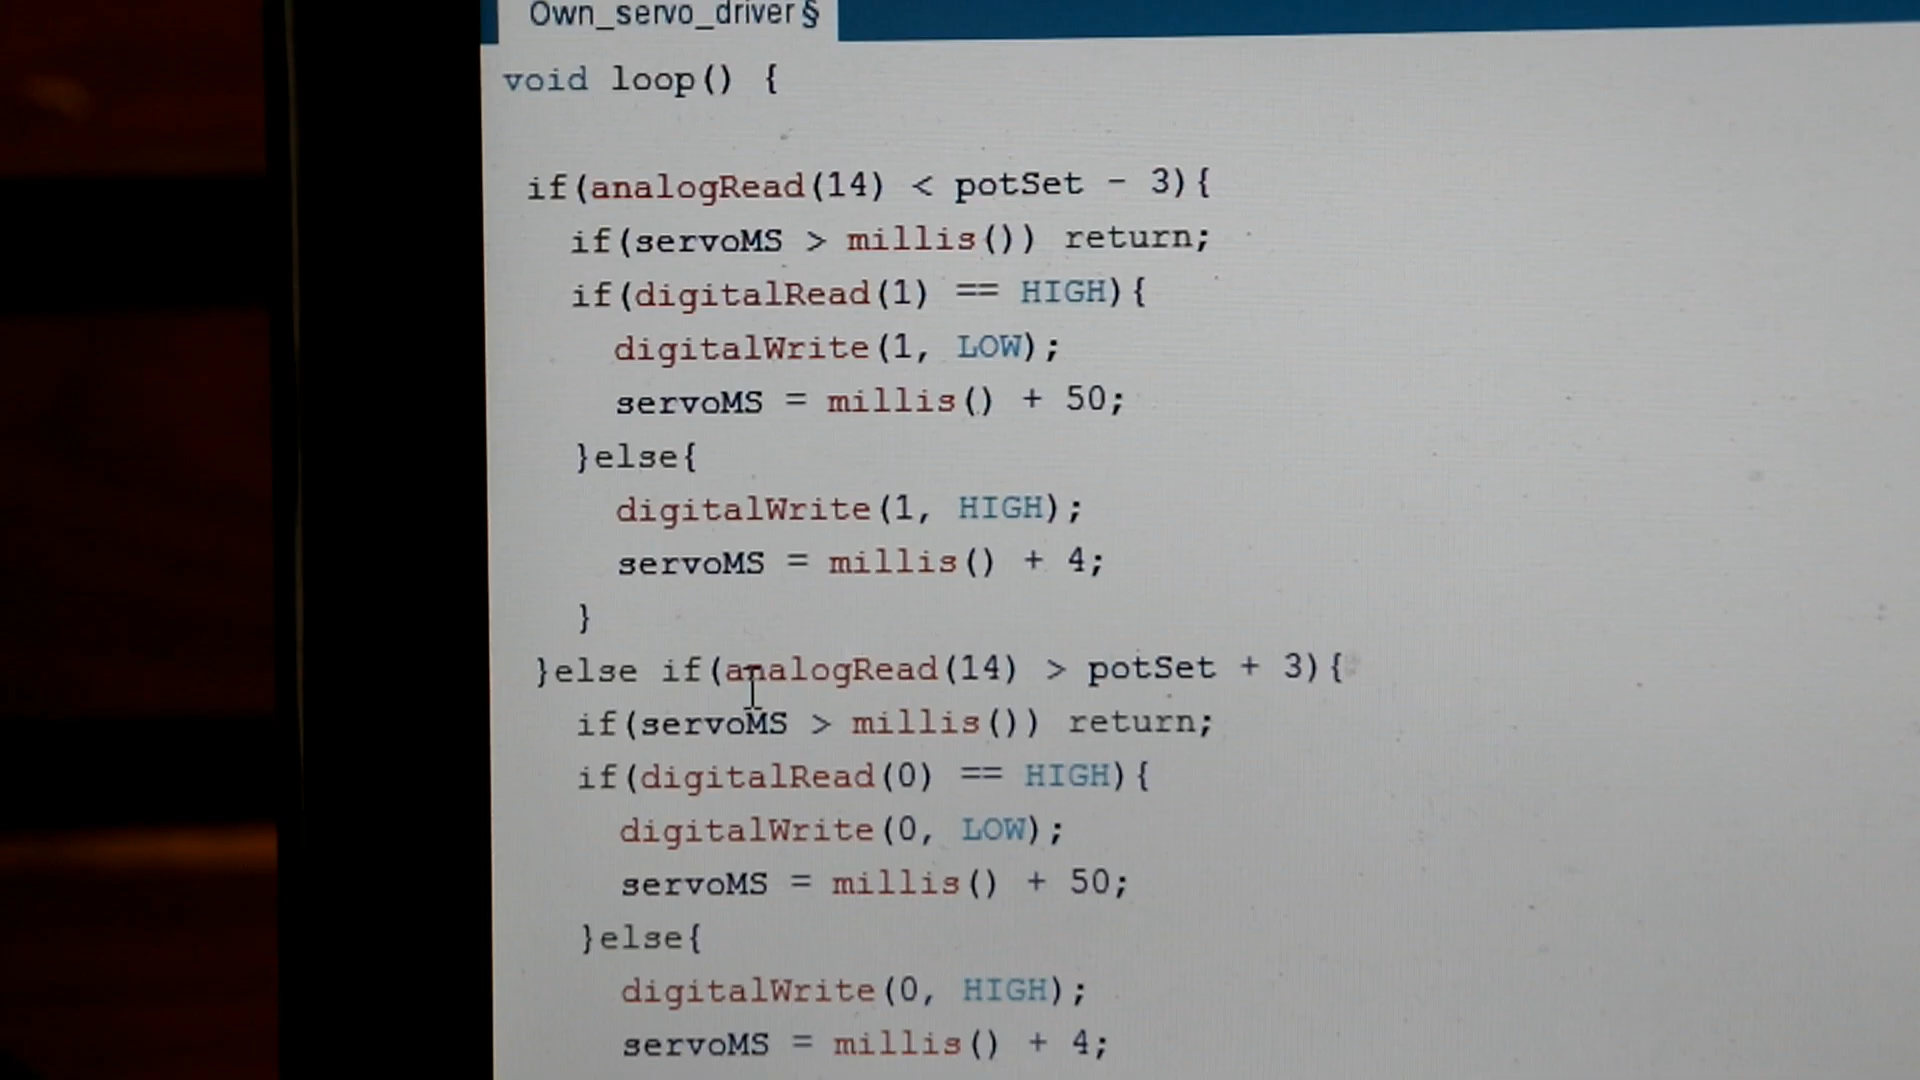 Own_servo_driver §
void loop() {
if(analogRead(14) < potSet - 3){
if(servoMS > millis()) return;
if(digitalRead(1) == HIGH){
digitalWrite(1, LOW);
servoMS = millis() + 50;
}else{
digitalWrite(1, HIGH);
servoMS = millis() + 4;
}
}else if(analogRead(14) > potSet + 3){
if(servoMS > millis()) return;
if(digitalRead(0) == HIGH){
digitalWrite(0, LOW);
servoMS = millis() + 50;
}else{
digitalWrite(0, HIGH);
servoMS = millis() + 4;